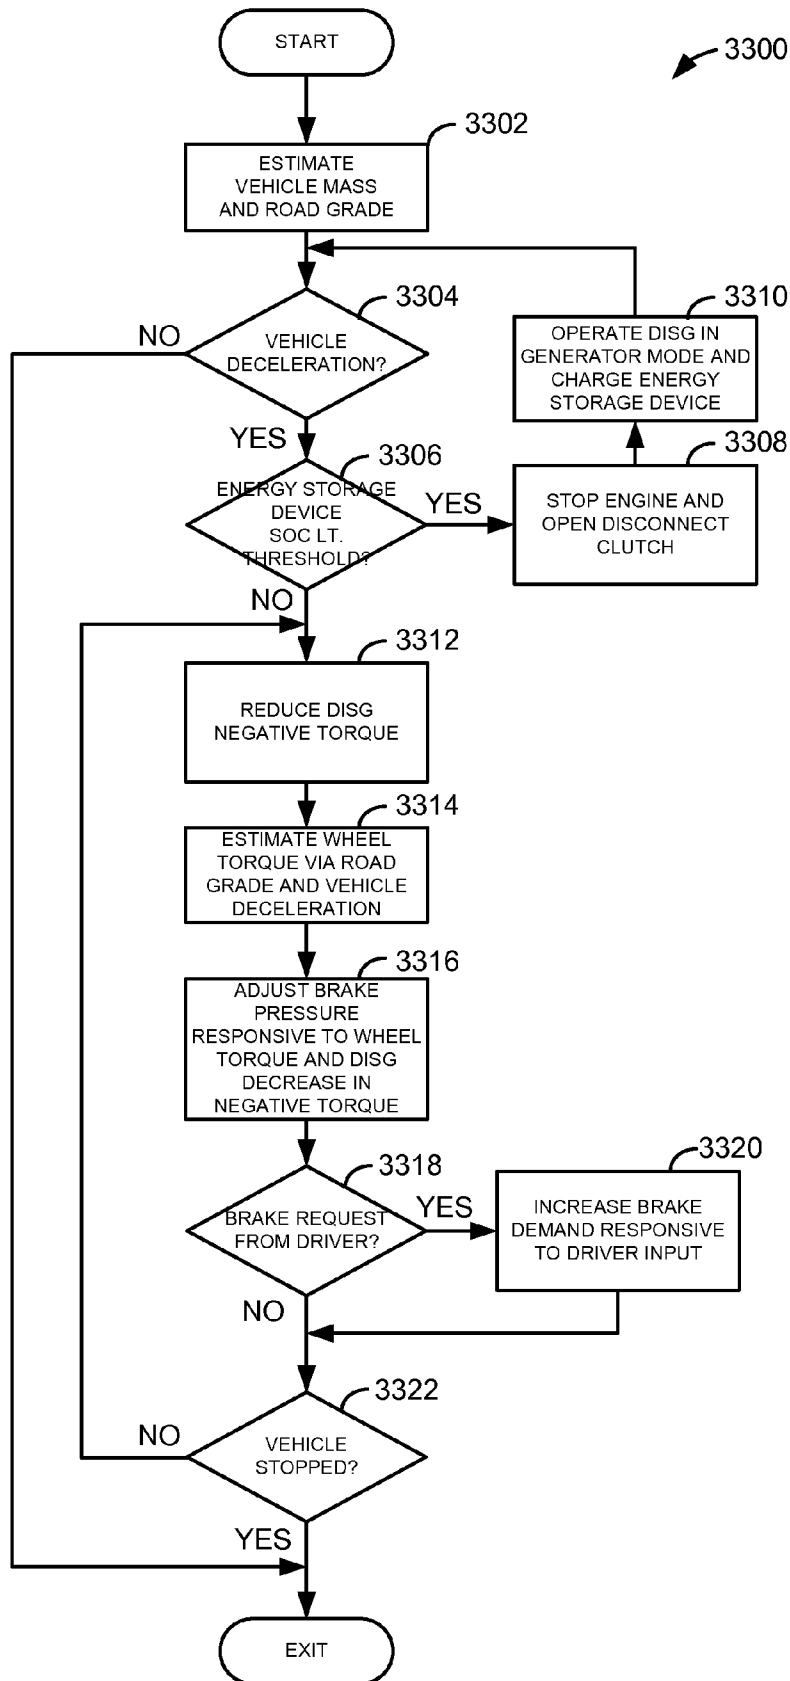 START
3300
3302
ESTIMATE
VEHICLE MASS
AND ROAD GRADE
3304
NO
VEHICLE
DECELERATION?
YES
3310
OPERATE DISG IN
GENERATOR MODE AND
CHARGE ENERGY
STORAGE DEVICE
3306
ENERGY STORAGE
DEVICE
SOC LT.
THRESHOLD?
YES
3308
STOP ENGINE AND
OPEN DISCONNECT
CLUTCH
NO
3312
REDUCE DISG
NEGATIVE TORQUE
3314
ESTIMATE WHEEL
TORQUE VIA ROAD
GRADE AND VEHICLE
DECELERATION
3316
ADJUST BRAKE
PRESSURE
RESPONSIVE TO WHEEL
TORQUE AND DISG
DECREASE IN
NEGATIVE TORQUE
3318
BRAKE REQUEST
FROM DRIVER?
YES
3320
INCREASE BRAKE
DEMAND RESPONSIVE
TO DRIVER INPUT
NO
3322
NO
VEHICLE
STOPPED?
YES
EXIT